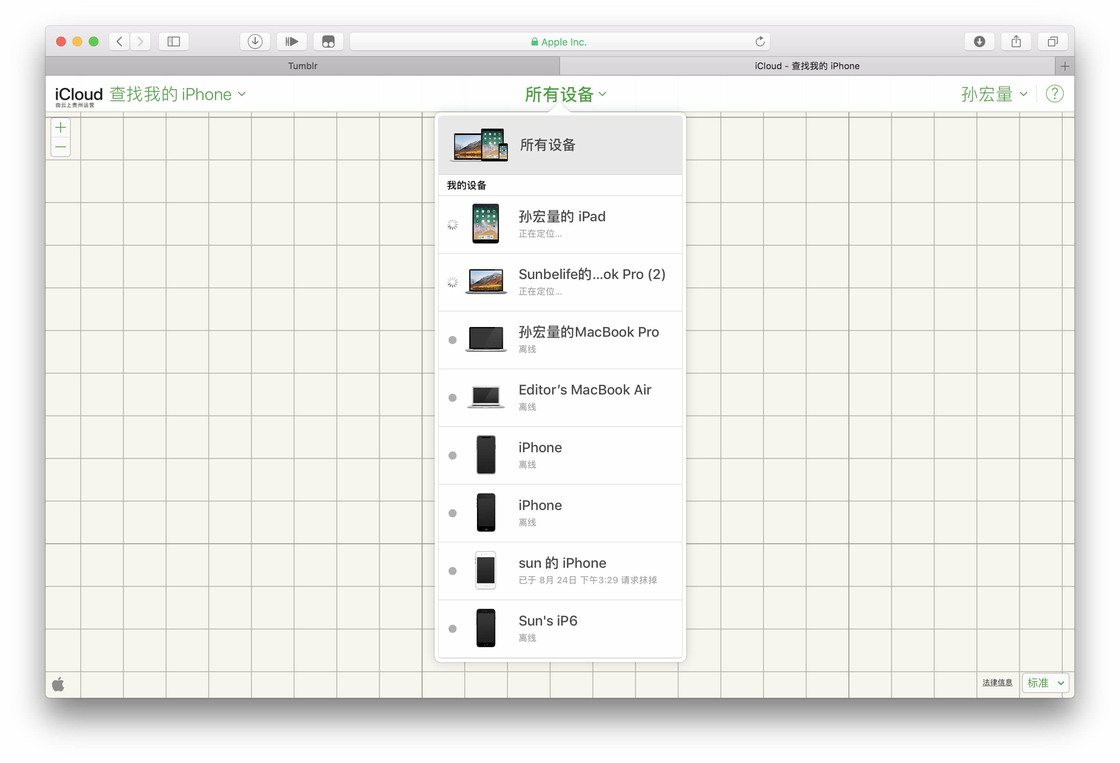 Apple Inc.
Tumblr
iCloud - 查找我的 iPhone
iCloud 查找我的 iPhone
由云上贵州运营
所有设备
孙宏量
所有设备
我的设备
孙宏量的 iPad
正在定位...
Sunbelife的...ok Pro (2)
正在定位...
孙宏量的MacBook Pro
离线
Editor’s MacBook Air
离线
iPhone
离线
iPhone
离线
sun 的 iPhone
已于 8月 24日 下午3:29 请求抹掉
Sun's iP6
离线
法律信息
标准